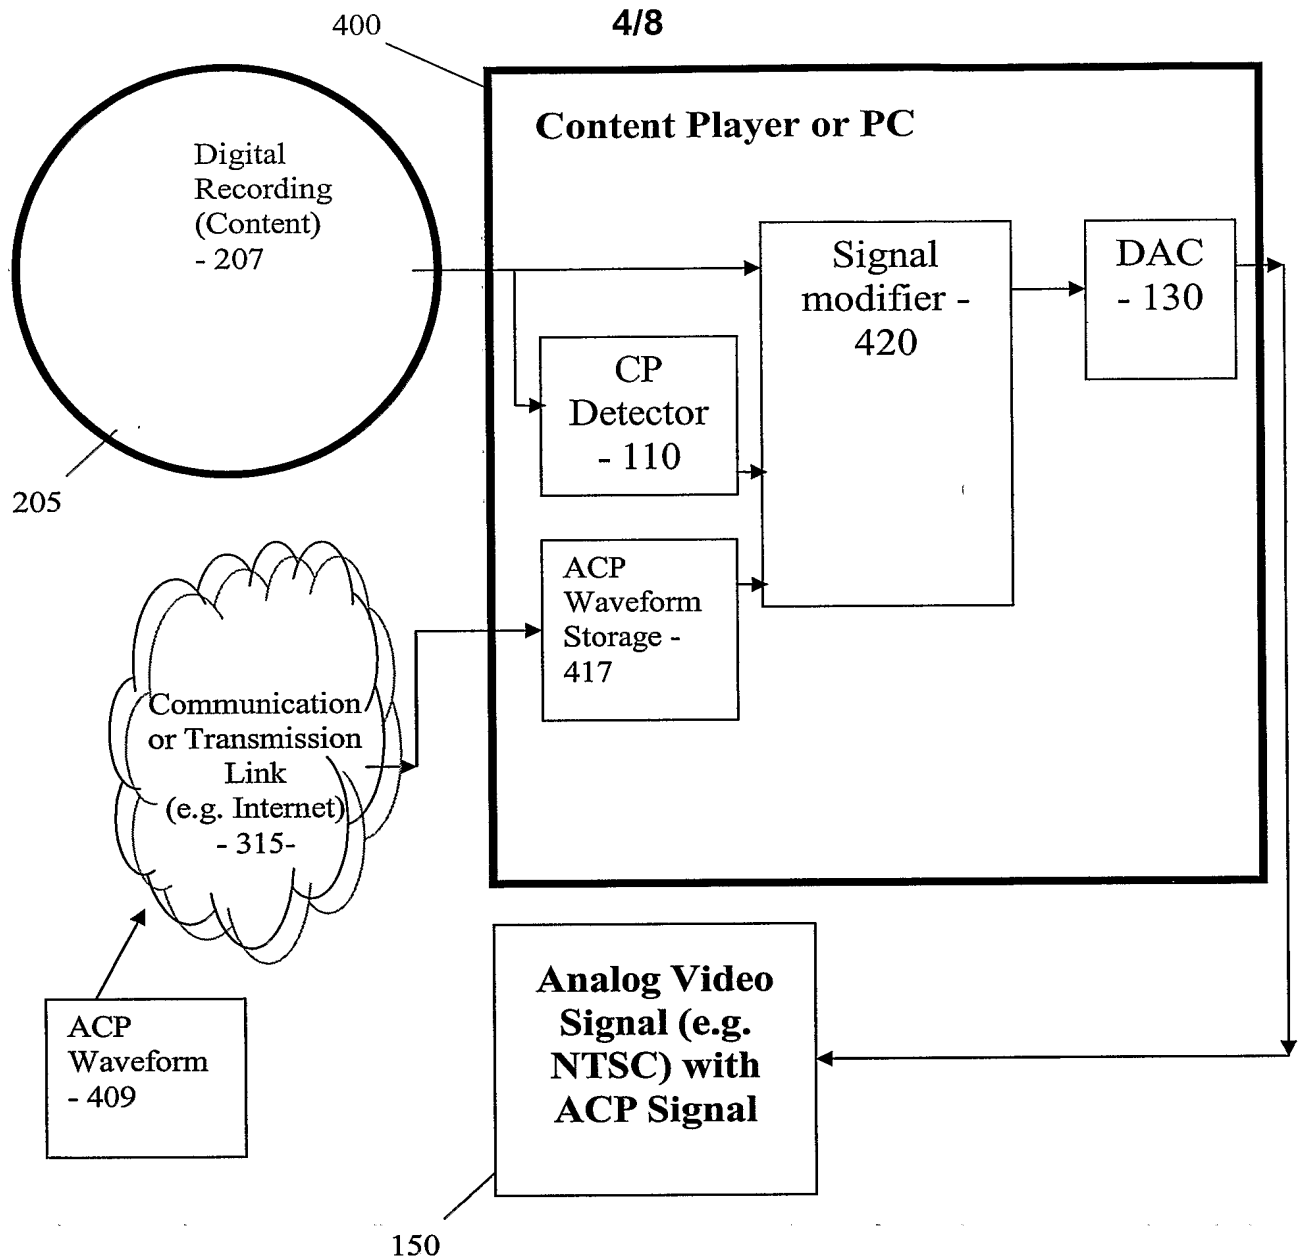 400
4/8
Content Player or PC
Digital
Recording
(Content)
- 207
Signal
modifier -
420
DAC
- 130
CP
Detector
- 110
205
ACP
Waveform
Storage -
417
Communication
or Transmission
Link
(e.g. Internet)
- 315-
Analog Video
Signal (e.g.
NTSC) with
ACP Signal
ACP
Waveform
- 409
150